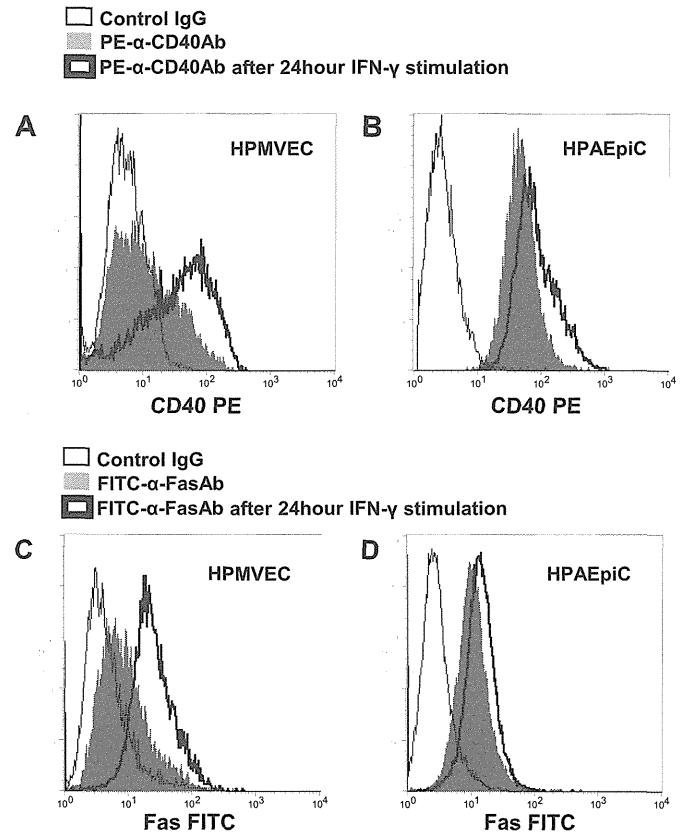 Control IgG
PE-α-CD40Ab
PE-α-CD40Ab after 24hour IFN-γ stimulation
A
HPMVEC
10⁰ 10¹ 10² 10³ 10⁴
CD40 PE
B
HPAEpiC
10⁰ 10¹ 10² 10³ 10⁴
CD40 PE
Control IgG
FITC-α-FasAb
FITC-α-FasAb after 24hour IFN-γ stimulation
C
HPMVEC
10⁰ 10¹ 10² 10³ 10⁴
Fas FITC
D
HPAEpiC
10⁰ 10¹ 10² 10³ 10⁴
Fas FITC